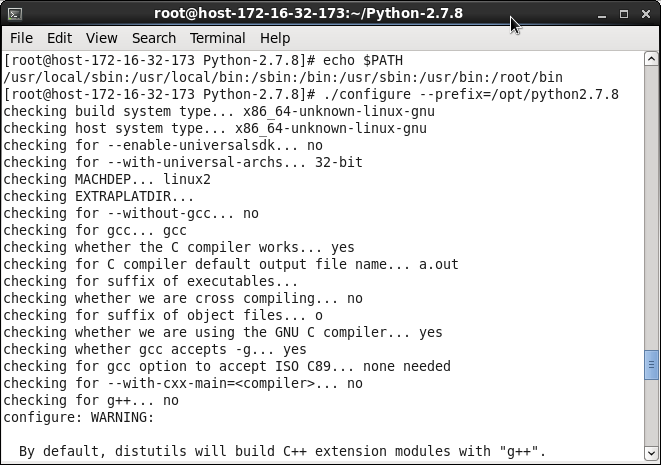 root@host-172-16-32-173:~/Python-2.7.8
File Edit View Search Terminal Help
[root@host-172-16-32-173 Python-2.7.8]# echo $PATH
/usr/local/sbin:/usr/local/bin:/sbin:/bin:/usr/sbin:/usr/bin:/root/bin
[root@host-172-16-32-173 Python-2.7.8]# ./configure --prefix=/opt/python2.7.8
checking build system type... x86_64-unknown-linux-gnu
checking host system type... x86_64-unknown-linux-gnu
checking for --enable-universalsdk... no
checking for --with-universal-archs... 32-bit
checking MACHDEP... linux2
checking EXTRAPLATDIR...
checking for --without-gcc... no
checking for gcc... gcc
checking whether the C compiler works... yes
checking for C compiler default output file name... a.out
checking for suffix of executables...
checking whether we are cross compiling... no
checking for suffix of object files... o
checking whether we are using the GNU C compiler... yes
checking whether gcc accepts -g... yes
checking for gcc option to accept ISO C89... none needed
checking for --with-cxx-main=<compiler>... no
checking for g++... no
configure: WARNING:
By default, distutils will build C++ extension modules with "g++".